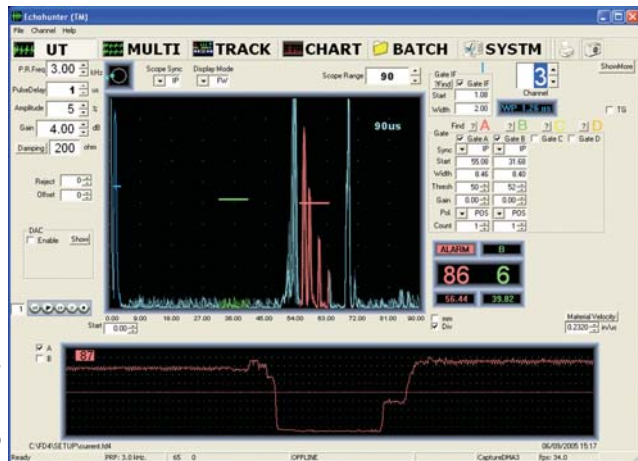 Echohunter (TM)
File Channel Help
UT MULTI TRACK CHART BATCH SYSTM
P.R.Freq 3.00 kHz
PulseDelay 1 us
Amplitude 5 %
Gain 4.00 dB
Damping 200 ohm
Reject 0
Offset 0
DAC
Enable Show
1
Scope Sync Display Mode
IP FW
Scope Range 90
90us
0.00 9.00 18.00 27.00 36.00 45.00 54.00 63.00 72.00 81.00 90.00
Start 0.00
Gate IF
?Find Gate IF
Start 1.08
Width 2.00
3
Channel
WP 1.26 us
ShowMore
TG
Find ? A ? B ? C ? D
Gate Gate A Gate B Gate C Gate D
Sync IP IP
Start 55.08 31.68
Width 8.46 8.40
Thresh 50 52
Gain 0.00 0.00
Pol. POS POS
Count 1 1
ALARM B
86 6
56.44 39.82
mm
Div
Material Velocity
0.2320 in/us
A
B
87
C:\FD4\SETUP\current.fd4
06/09/2005 15:17
Ready PRF: 3.0 kHz. 65 0 OFFLINE CaptureDMA3 fps: 34.0